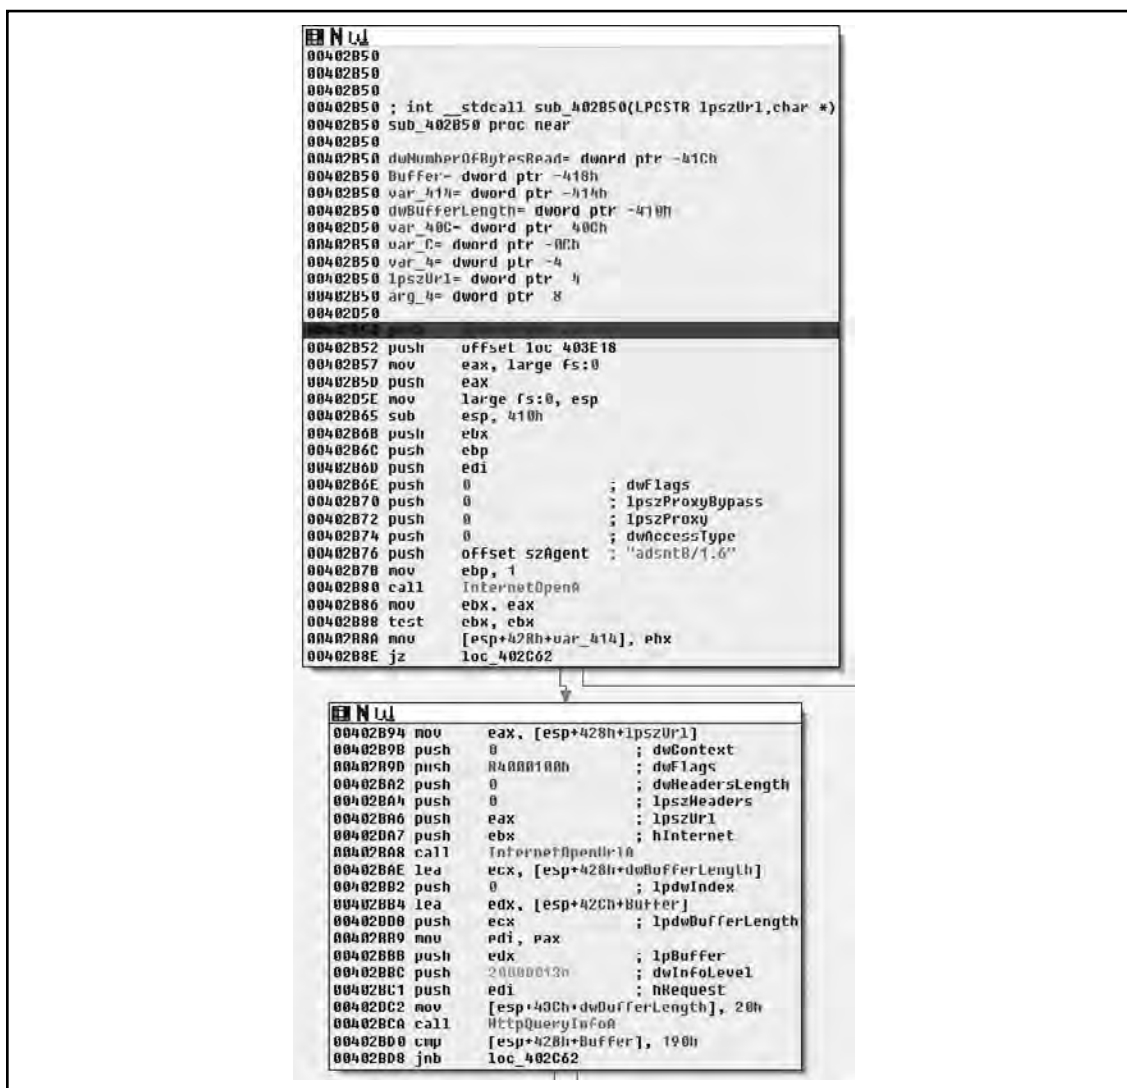 00402B50
00402B50
00402B50
00402B50 ; int __stdcall sub_402B50(LPCSTR lpszUrl,char *)
00402B50 sub_402B50 proc near
00402B50
00402B50 dwNumberOfBytesRead= dword ptr -41Ch
00402B50 Buffer= dword ptr -418h
00402B50 var_414= dword ptr -414h
00402B50 dwBufferLength= dword ptr -410h
00402B50 var_40C= dword ptr -40Ch
00402B50 var_C= dword ptr -0Ch
00402B50 var_4= dword ptr -4
00402B50 lpszUrl= dword ptr 4
00402B50 arg_4= dword ptr 8
00402B50
00402B52 push offset loc_403E18
00402B57 mov eax, large fs:0
00402B5D push eax
00402B5E mov large fs:0, esp
00402B65 sub esp, 410h
00402B6B push ebx
00402B6C push ebp
00402B6D push edi
00402B6E push 0 ; dwFlags
00402B70 push 0 ; lpszProxyBypass
00402B72 push 0 ; lpszProxy
00402B74 push 0 ; dwAccessType
00402B76 push offset szAgent ; "adsntB/1.6"
00402B7B mov ebp, 1
00402B80 call InternetOpenA
00402B86 mov ebx, eax
00402B88 test ebx, ebx
00402B8A mov [esp+428h+var_414], ebx
00402B8E jz loc_402C62
00402B94 mov eax, [esp+428h+lpszUrl]
00402B9B push 0 ; dwContext
00402B9D push 84000100h ; dwFlags
00402BA2 push 0 ; dwHeadersLength
00402BA4 push 0 ; lpszHeaders
00402BA6 push eax ; lpszUrl
00402BA7 push ebx ; hInternet
00402BA8 call InternetOpenUrlA
00402BAE lea ecx, [esp+428h+dwBufferLength]
00402BB2 push 0 ; lpdwIndex
00402BB4 lea edx, [esp+42Ch+Buffer]
00402BB8 push ecx ; lpdwBufferLength
00402BB9 mov edi, eax
00402BBB push edx ; lpBuffer
00402BBC push 20000013h ; dwInfoLevel
00402BC1 push edi ; hRequest
00402BC2 mov [esp+43Ch+dwBufferLength], 20h
00402BCA call HttpQueryInfoA
00402BD0 cmp [esp+428h+Buffer], 190h
00402BD8 jnb loc_402C62